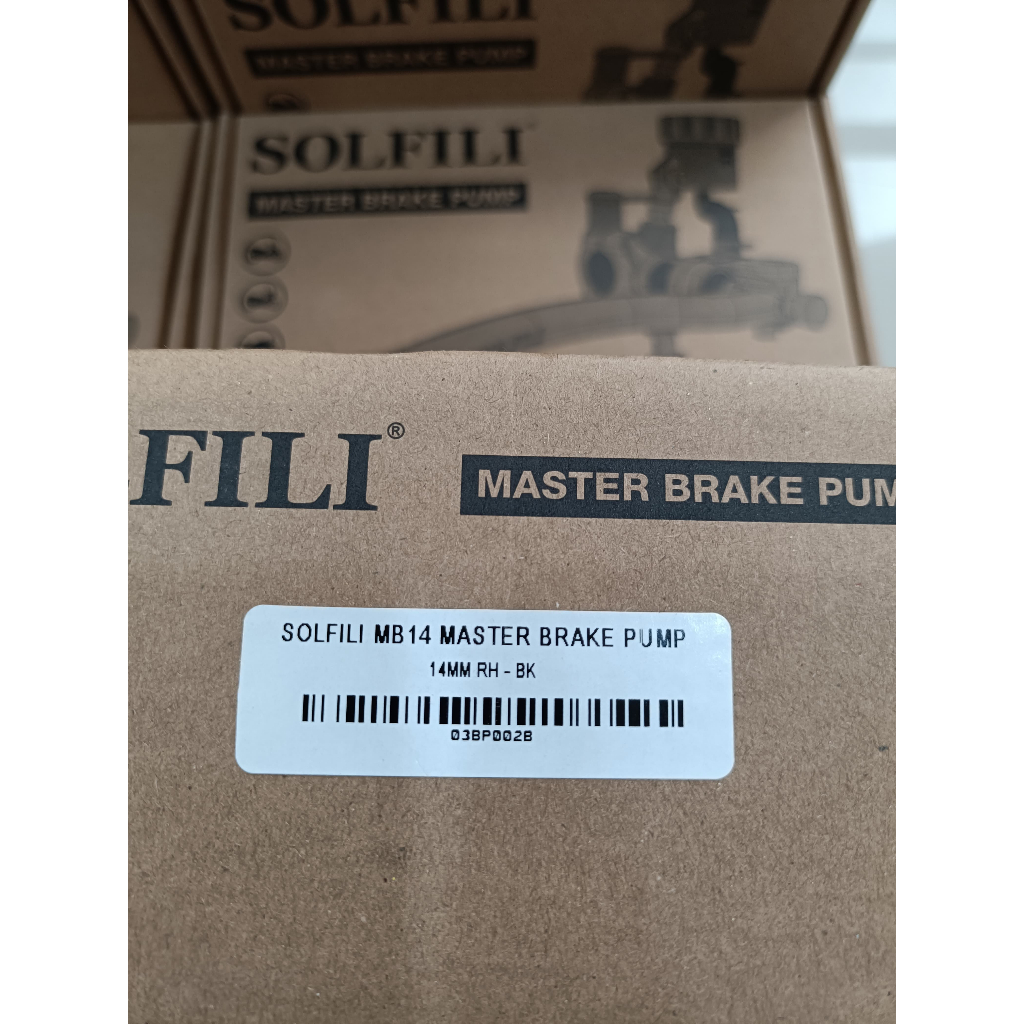 SOLFILI
MASTER BRAKE PUMP
SOLFILI
MASTER BRAKE PUMP
FILI®
MASTER BRAKE PUM
SOLFILI MB14 MASTER BRAKE PUMP
14MM RH - BK
03BP002B